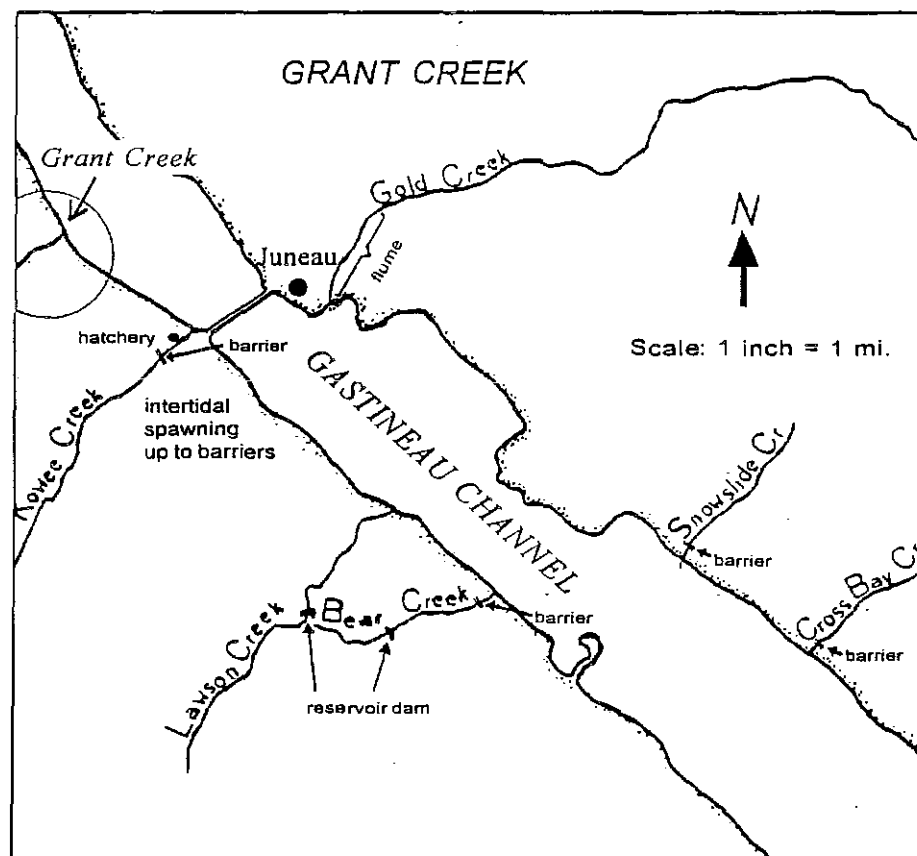 GRANT CREEK
Grant Creek
Gold Creek
flume
Juneau
N
Scale: 1 inch = 1 mi.
hatchery
barrier
intertidal
spawning
up to barriers
Kowee Creek
GASTINEAU CHANNEL
Snowslide Cr
barrier
Cross Bay Cr
barrier
Bear Creek
barrier
Lawson Creek
reservoir dam